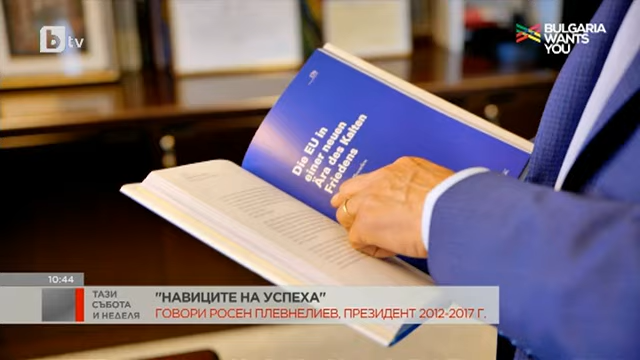 btv
BULGARIA
WANTS
YOU
Die EU in
einer neuen
Ära des Kalten
Friedens
10:44
ТАЗИ
СЪБОТА
И НЕДЕЛЯ
"НАВИЦИТЕ НА УСПЕХА"
ГОВОРИ РОСЕН ПЛЕВНЕЛИЕВ, ПРЕЗИДЕНТ 2012-2017 Г.